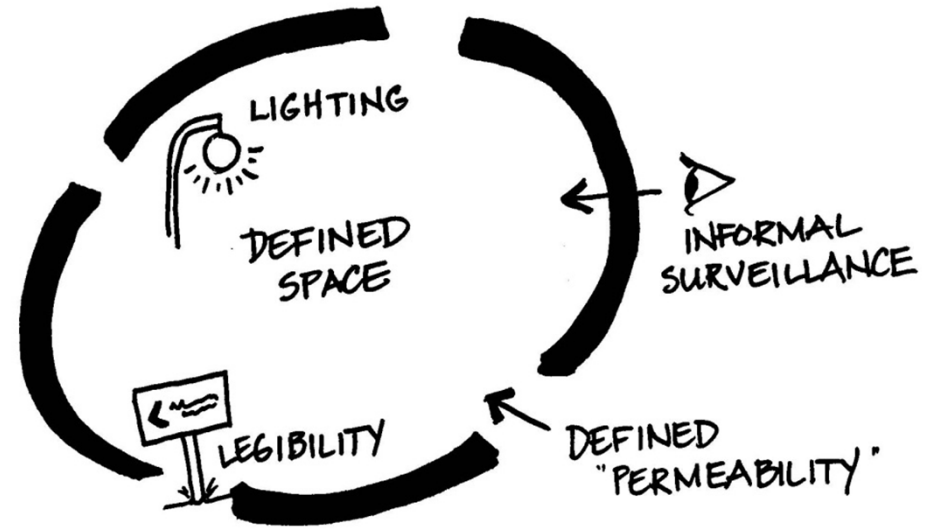 LIGHTING
DEFINED
SPACE
INFORMAL
SURVEILLANCE
LEGIBILITY
DEFINED
"PERMEABILITY"